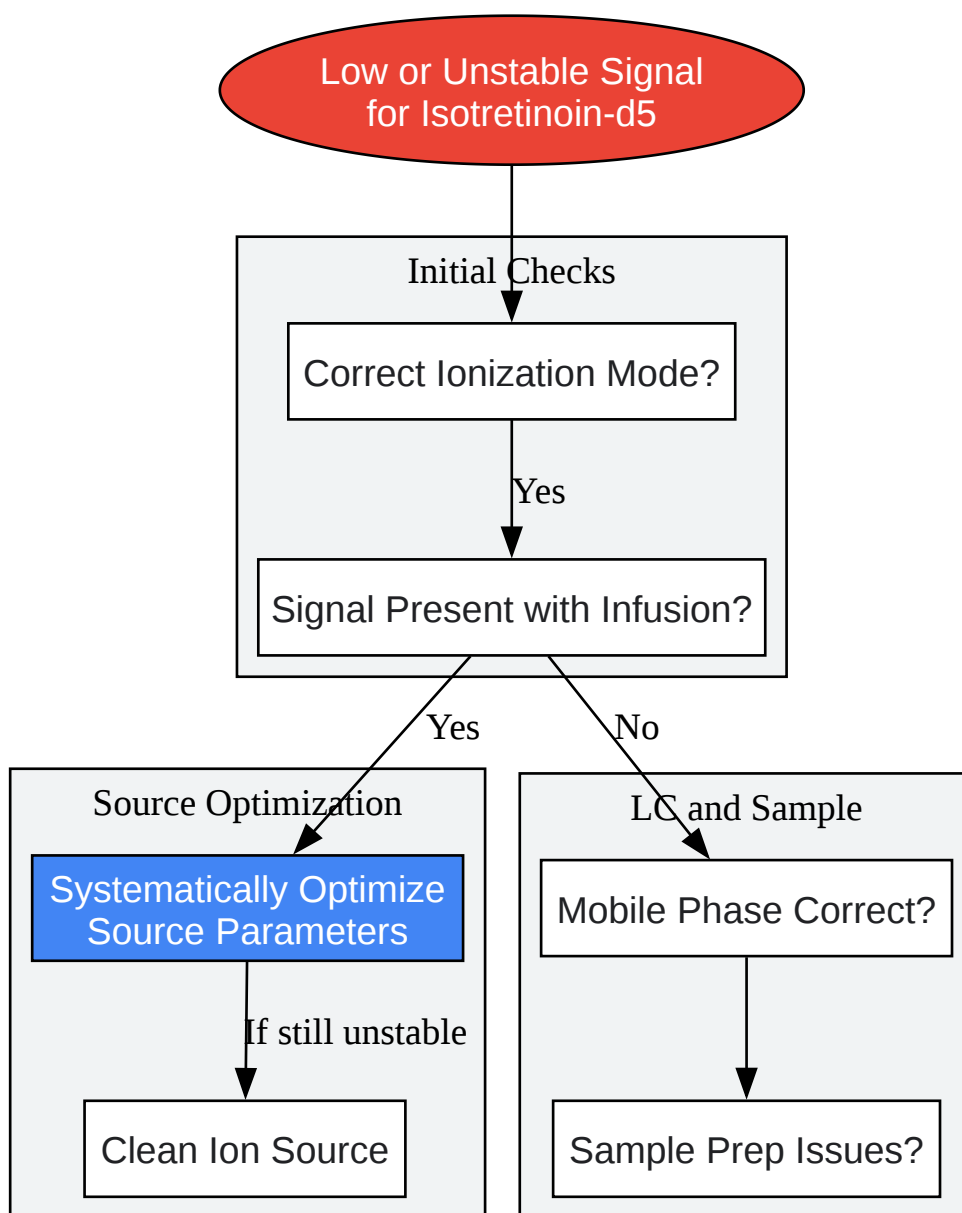 Low or Unstable Signal
for Isotretinoin-d5
Initial Checks
Correct Ionization Mode?
Yes
Signal Present with Infusion?
Yes
No
Source Optimization
LC and Sample
Systematically Optimize
Source Parameters
Mobile Phase Correct?
If still unstable
Clean Ion Source
Sample Prep Issues?